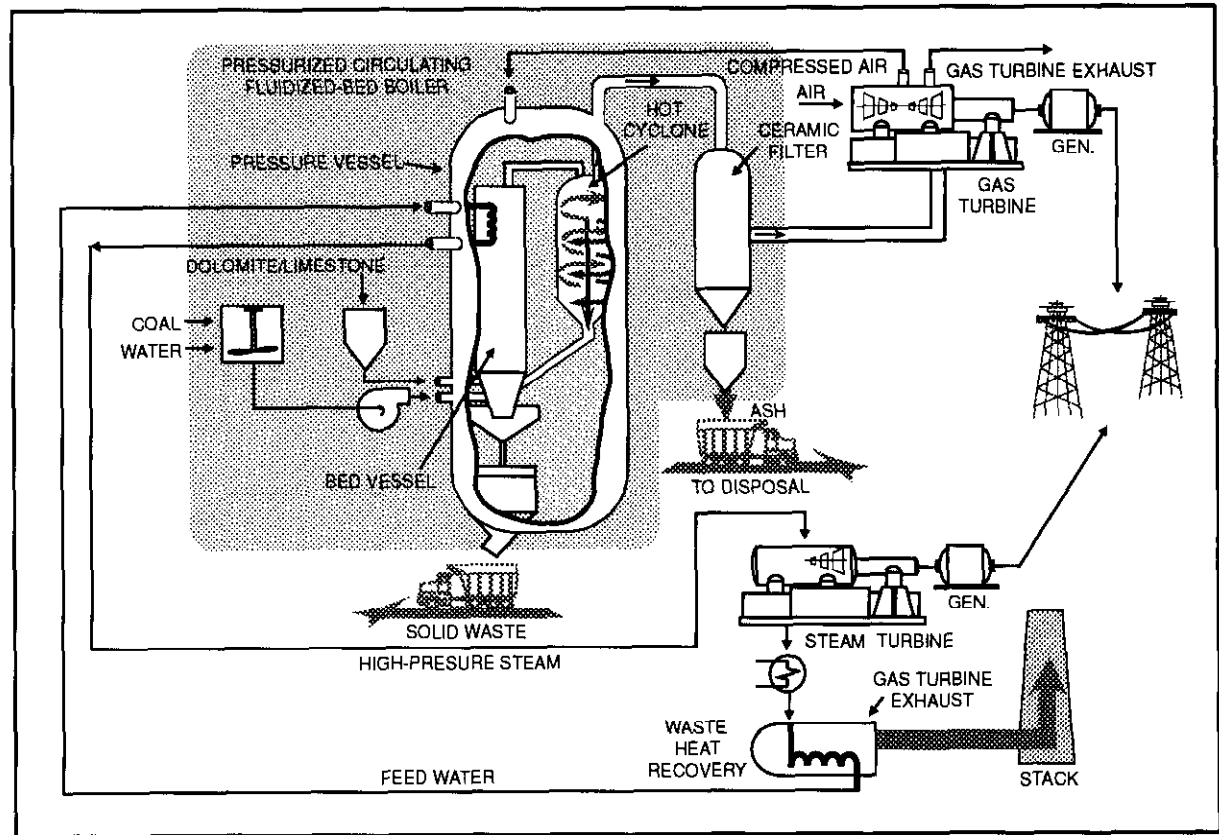 PRESSURIZED CIRCULATING
FLUIDIZED-BED BOILER
COMPRESSED AIR
GAS TURBINE EXHAUST
AIR
HOT
CYCLONE
CERAMIC
FILTER
GEN.
PRESSURE VESSEL
GAS
TURBINE
DOLOMITE/LIMESTONE
COAL
WATER
ASH
BED VESSEL
TO DISPOSAL
GEN.
SOLID WASTE
STEAM TURBINE
HIGH-PRESURE STEAM
GAS TURBINE
EXHAUST
WASTE
HEAT
RECOVERY
FEED WATER
STACK